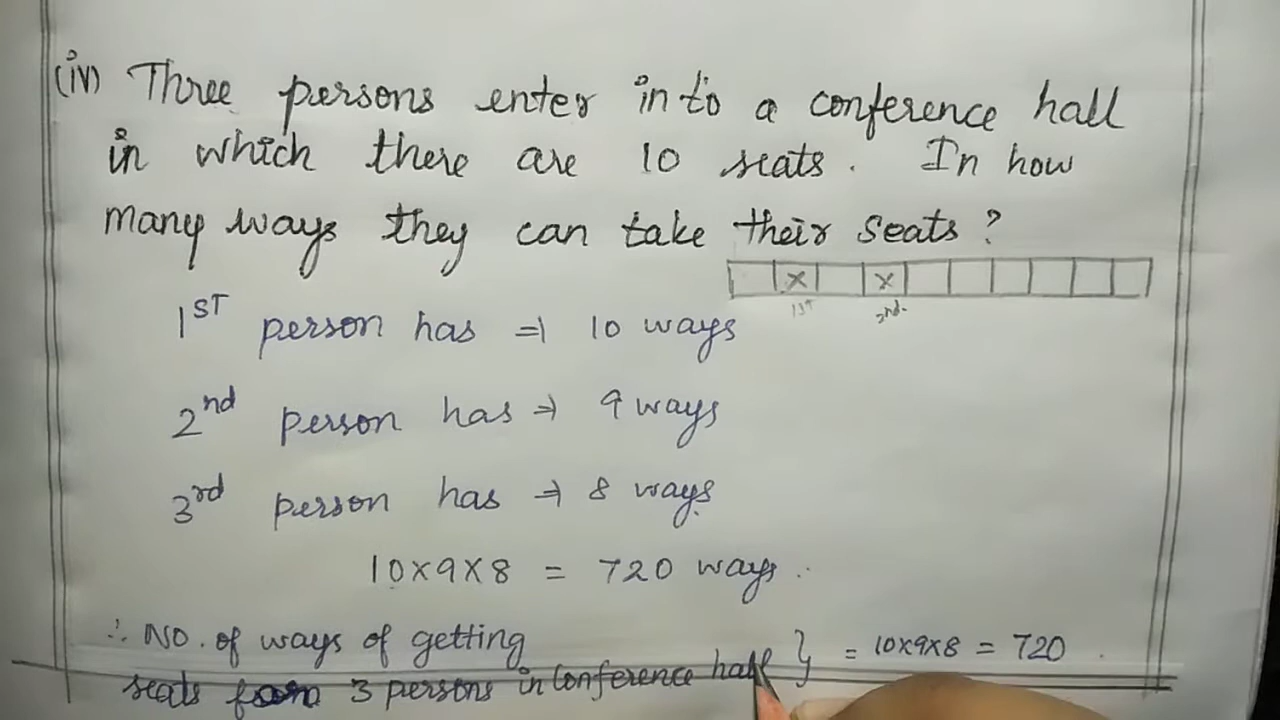 (iv) Three persons enter into a conference hall
in which there are 10 seats. In how
many ways they can take their seats?
x x
1ST 2nd.
1ST person has ⇒ 10 ways
2nd person has ⇒ 9 ways
3rd person has ⇒ 8 ways.
10×9×8 = 720 ways.
∴ NO. of ways of getting
seats for 3 persons in conference hall } = 10×9×8 = 720.